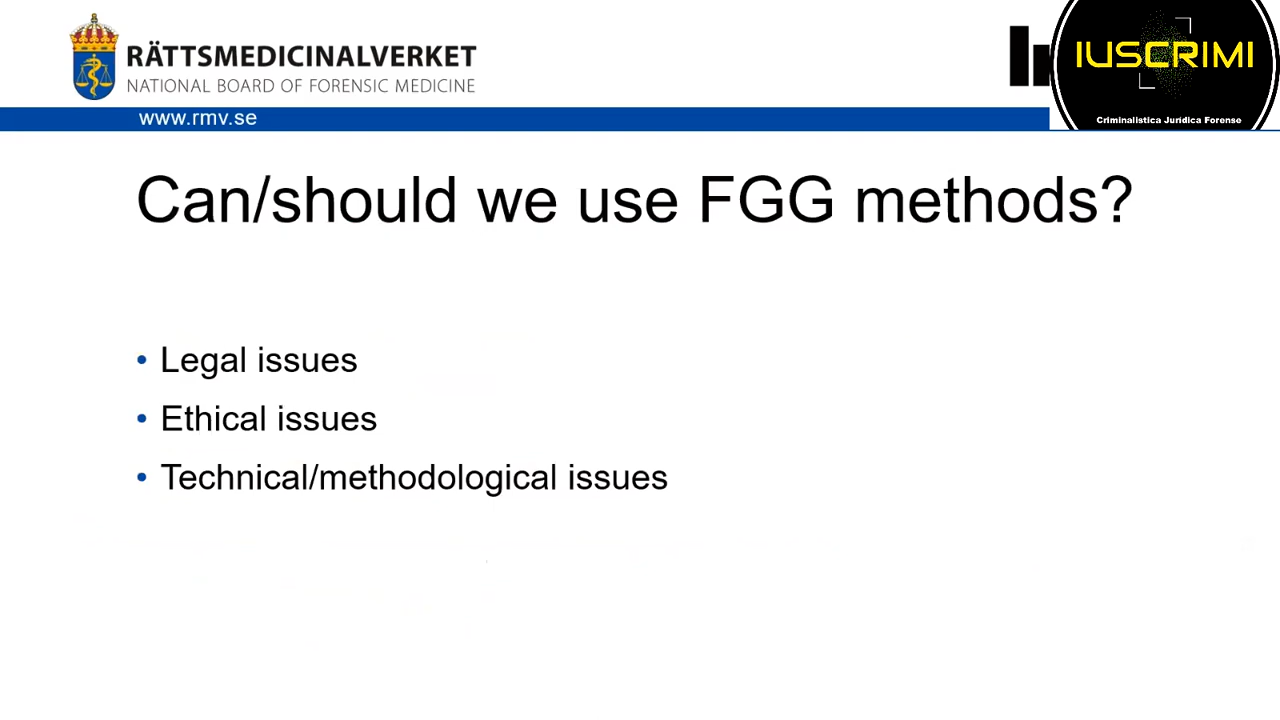 RÄTTSMEDICINALVERKET
NATIONAL BOARD OF FORENSIC MEDICINE
IUSCRIMI
Criminalistica Jurídica Forense
www.rmv.se
Can/should we use FGG methods?
• Legal issues
• Ethical issues
• Technical/methodological issues